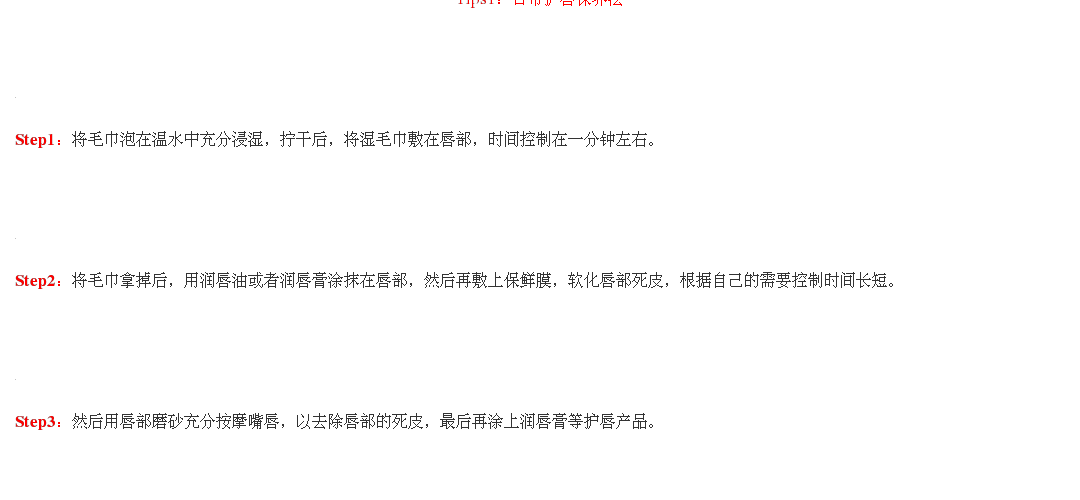 Step1：将毛巾泡在温水中充分浸湿，拧干后，将湿毛巾敷在唇部，时间控制在一分钟左右。
Step2：将毛巾拿掉后，用润唇油或者润唇膏涂抹在唇部，然后再敷上保鲜膜，软化唇部死皮，根据自己的需要控制时间长短。
Step3：然后用唇部磨砂充分按摩嘴唇，以去除唇部的死皮，最后再涂上润唇膏等护唇产品。